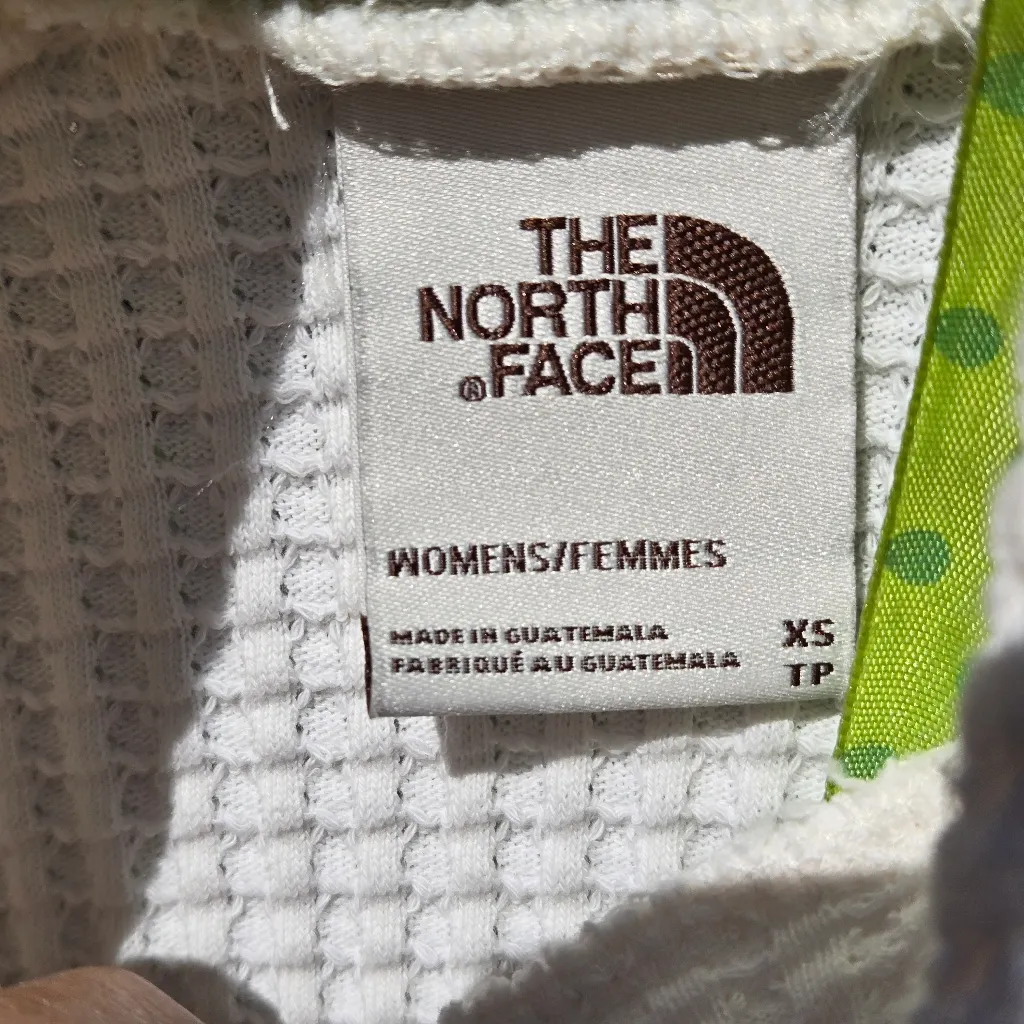 THE
NORTH
®FACE
WOMENS/FEMMES
MADE IN GUATEMALA
FABRIQUÉ AU GUATEMALA
XS
TP